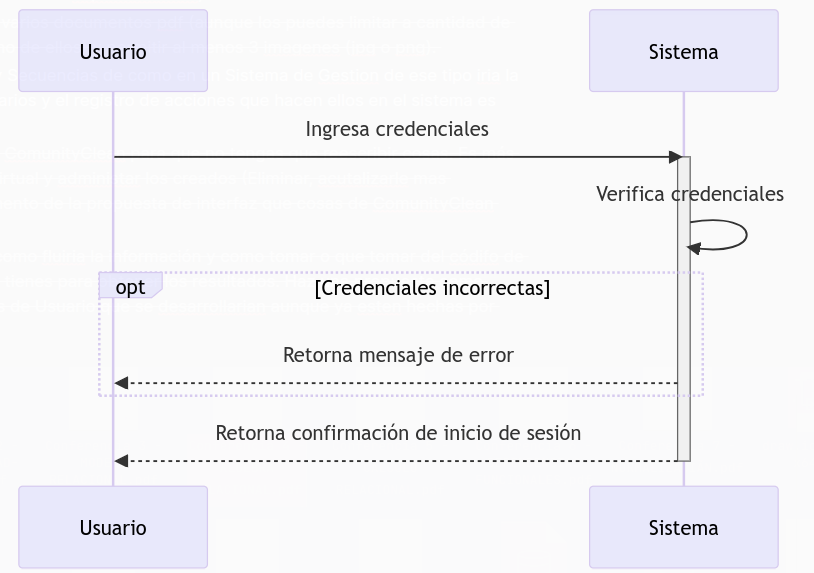 Usuario
Sistema
Ingresa credenciales
Verifica credenciales
opt
[Credenciales incorrectas]
Retorna mensaje de error
Retorna confirmación de inicio de sesión
Usuario
Sistema